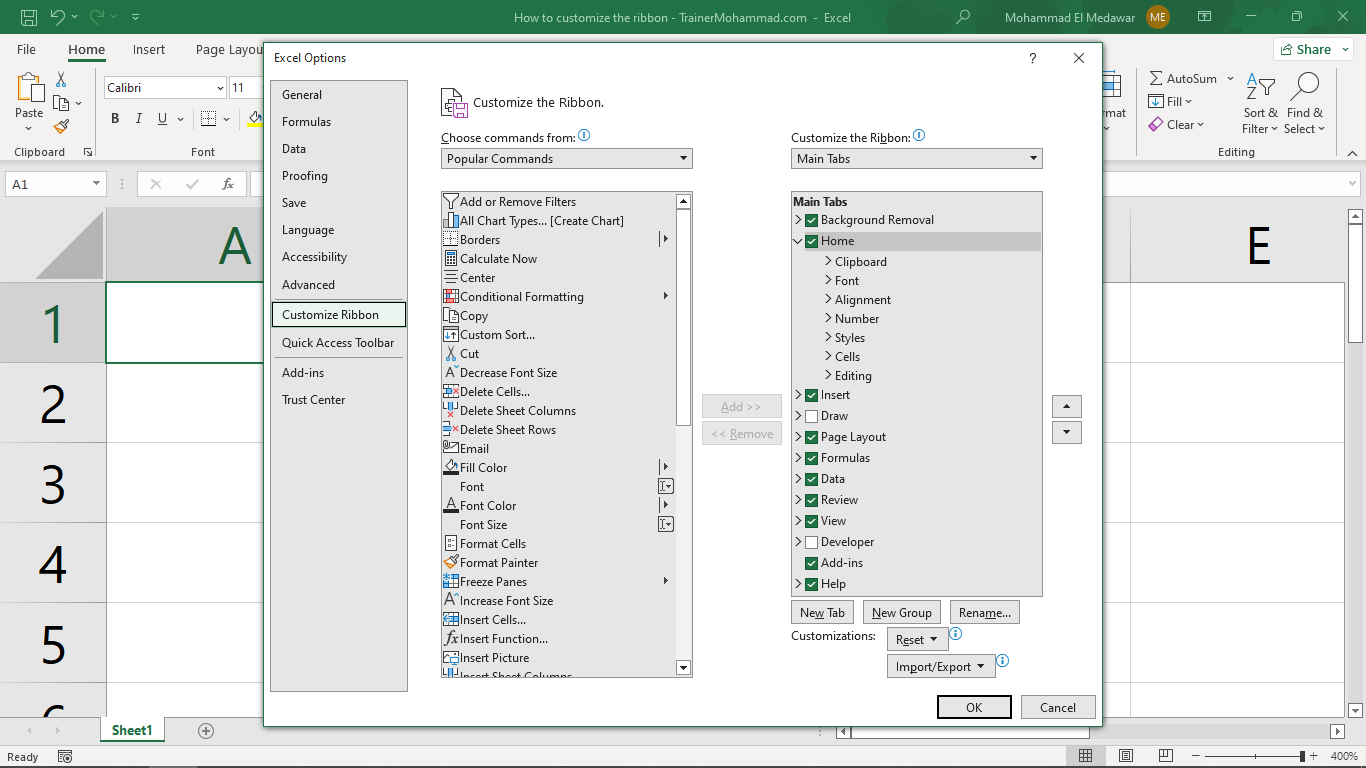 How to customize the ribbon - TrainerMohammad.com - Excel
Mohammad El Medawar
ME
File
Home
Insert
Page Layou
Share
Paste
Clipboard
Calibri
11
B I U
Font
rmat
AutoSum
Fill
Clear
Sort &
Filter
Find &
Select
Editing
A1
fx
A
E
1
2
3
4
5
6
Excel Options
?
General
Formulas
Data
Proofing
Save
Language
Accessibility
Advanced
Customize Ribbon
Quick Access Toolbar
Add-ins
Trust Center
Customize the Ribbon.
Choose commands from:
Popular Commands
Add or Remove Filters
All Chart Types... [Create Chart]
Borders
Calculate Now
Center
Conditional Formatting
Copy
Custom Sort...
Cut
Decrease Font Size
Delete Cells...
Delete Sheet Columns
Delete Sheet Rows
Email
Fill Color
Font
Font Color
Font Size
Format Cells
Format Painter
Freeze Panes
Increase Font Size
Insert Cells...
Insert Function...
Insert Picture
Insert Sheet Columns
Add >>
<< Remove
Customize the Ribbon:
Main Tabs
Main Tabs
Background Removal
Home
Clipboard
Font
Alignment
Number
Styles
Cells
Editing
Insert
Draw
Page Layout
Formulas
Data
Review
View
Developer
Add-ins
Help
New Tab
New Group
Rename...
Customizations:
Reset
Import/Export
OK
Cancel
Sheet1
Ready
400%